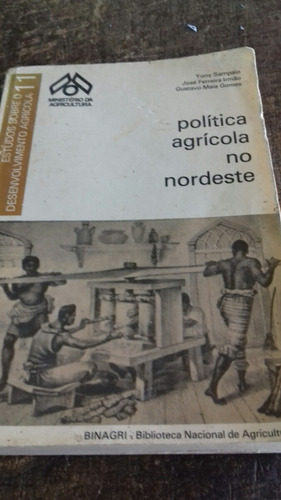 ESTUDOS SOBRE O
DESENVOLVIMENTO AGRÍCOLA
11
MINISTÉRIO DA
AGRICULTURA
Yony Sampaio
José Ferreira Irmão
Gustavo Maia Gomes
política
agrícola
no
nordeste
BINAGRI Biblioteca Nacional de Agricultu